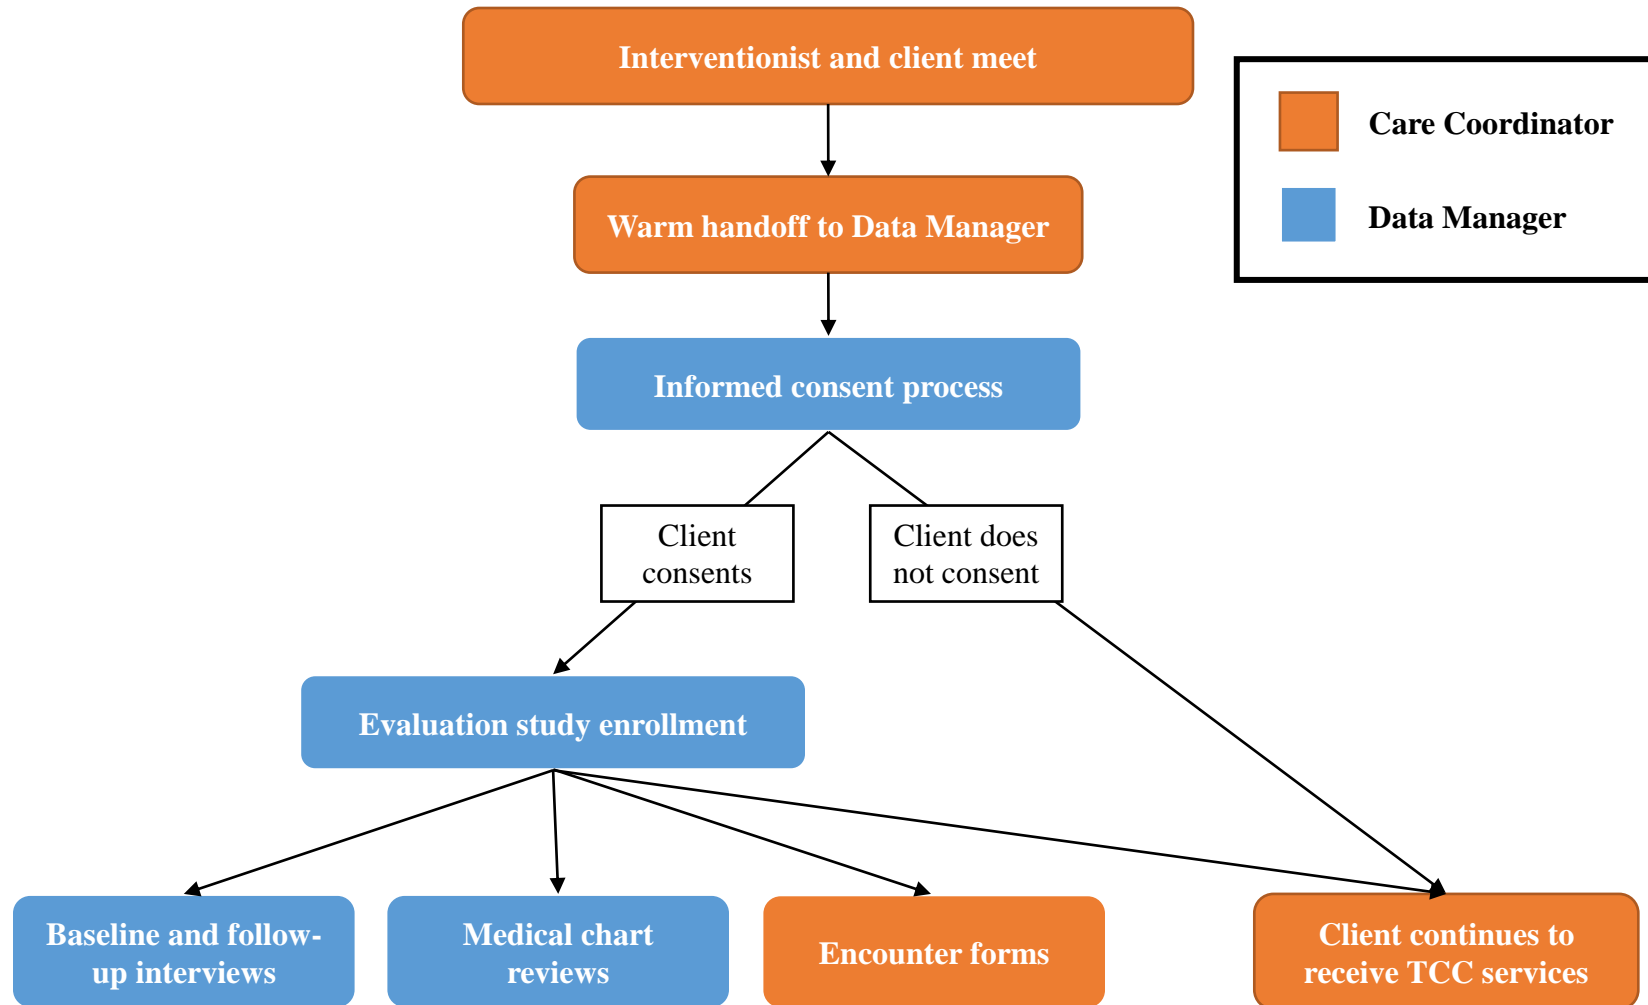 Interventionist and client meet
Care Coordinator
Data Manager
Warm handoff to Data Manager
Informed consent process
Client
consents
Client does
not consent
Evaluation study enrollment
Baseline and follow-
up interviews
Medical chart
reviews
Encounter forms
Client continues to
receive TCC services